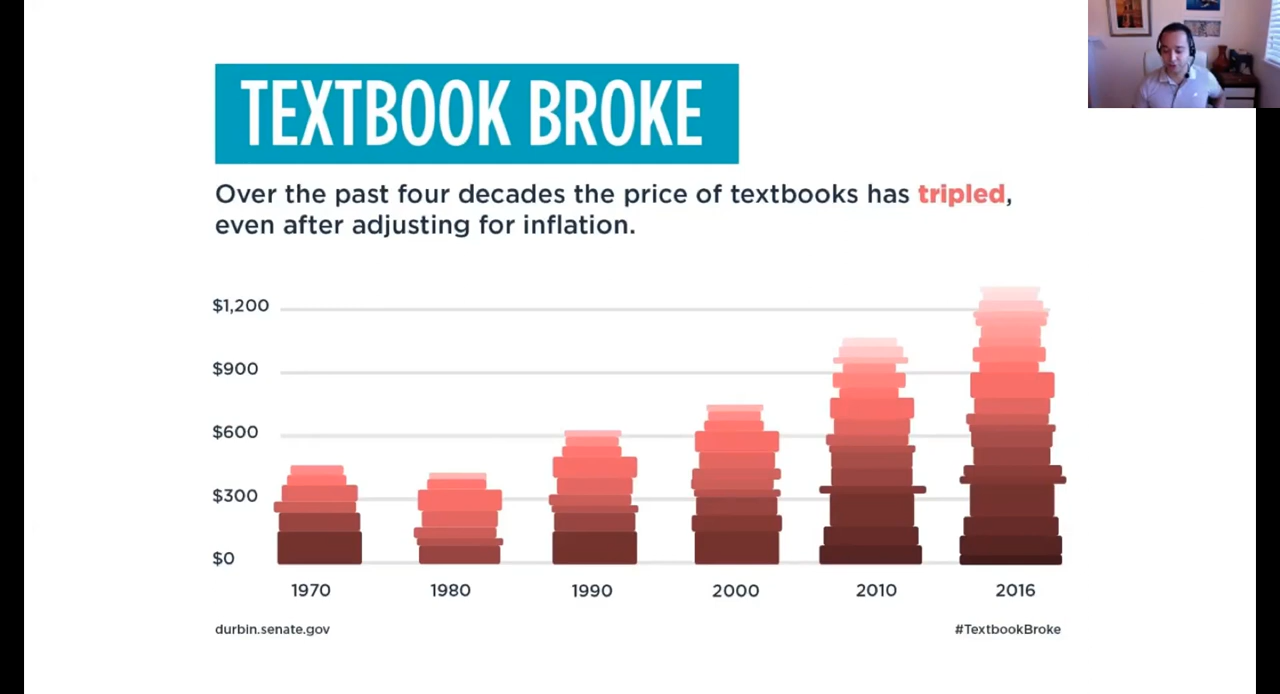 TEXTBOOK BROKE
Over the past four decades the price of textbooks has tripled,
even after adjusting for inflation.
$1,200
$900
$600
$300
$0
1970 1980 1990 2000 2010 2016
durbin.senate.gov #TextbookBroke